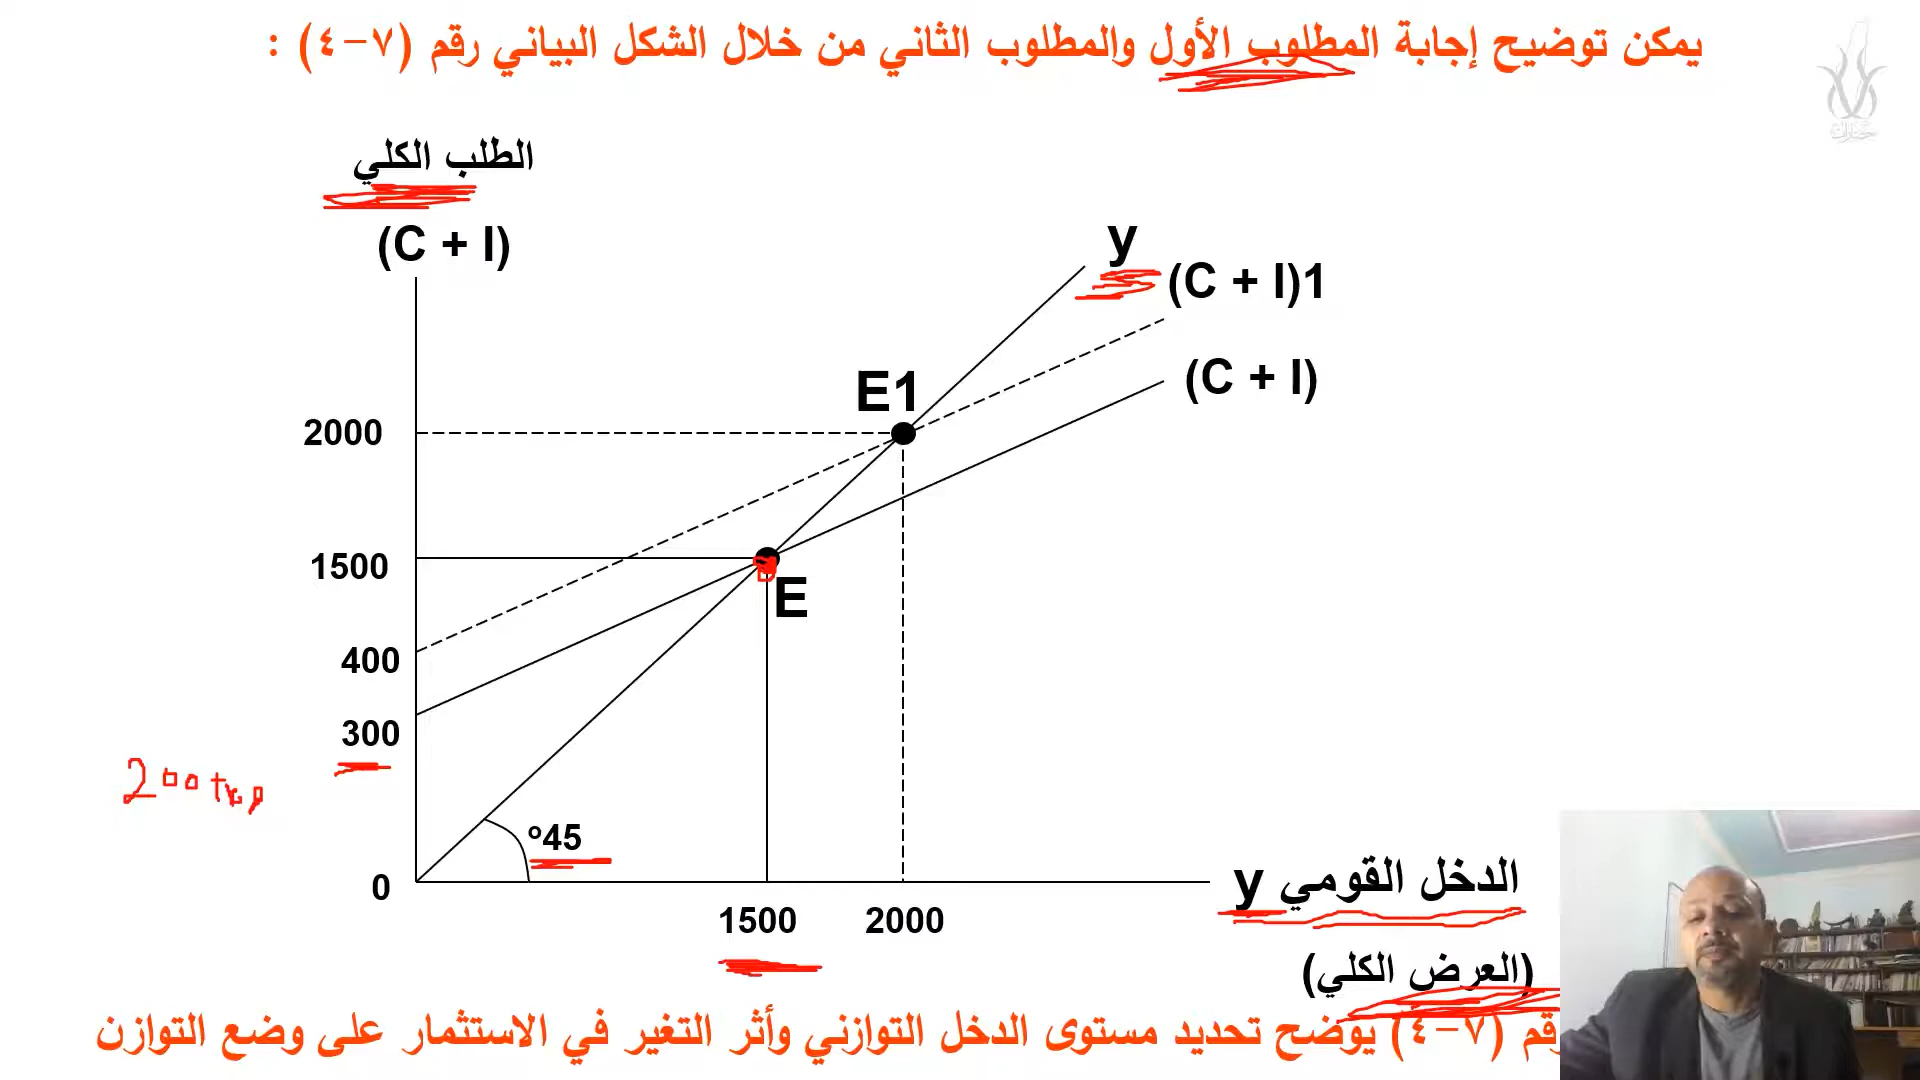 يمكن توضيح إجابة المطلوب الأول والمطلوب الثاني من خلال الشكل البياني رقم (٧-٤) :
الطلب الكلي
(C + I)
y
(C + I)1
(C + I)
E1
2000
1500
E
400
300
200
°45
0
1500
2000
الدخل القومي y
(العرض الكلي)
رقم (٧-٤) يوضح تحديد مستوى الدخل التوازني وأثر التغير في الاستثمار على وضع التوازن